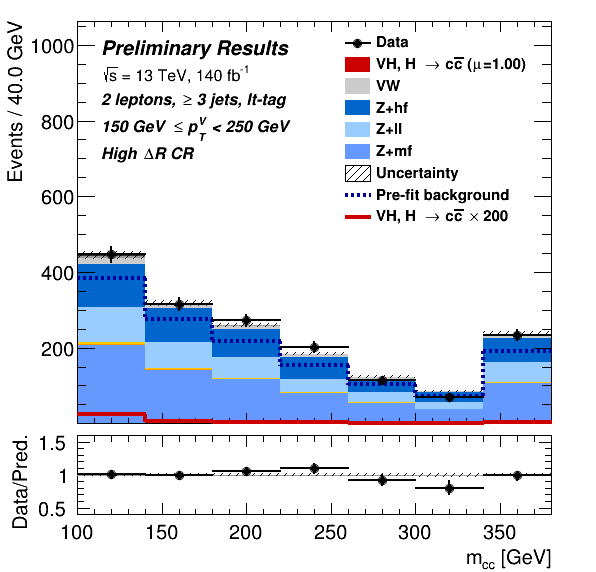 Events / 40.0 GeV
1000
800
600
400
200
Preliminary Results
√s = 13 TeV, 140 fb⁻¹
2 leptons, ≥ 3 jets, lt-tag
150 GeV ≤ p_T^V < 250 GeV
High ΔR CR
Data
VH, H → cc̅ (μ=1.00)
VW
Z+hf
Z+ll
Z+mf
Uncertainty
Pre-fit background
VH, H → cc̅ × 200
Data/Pred.
1.5
1
0.5
100 150 200 250 300 350
m_cc [GeV]